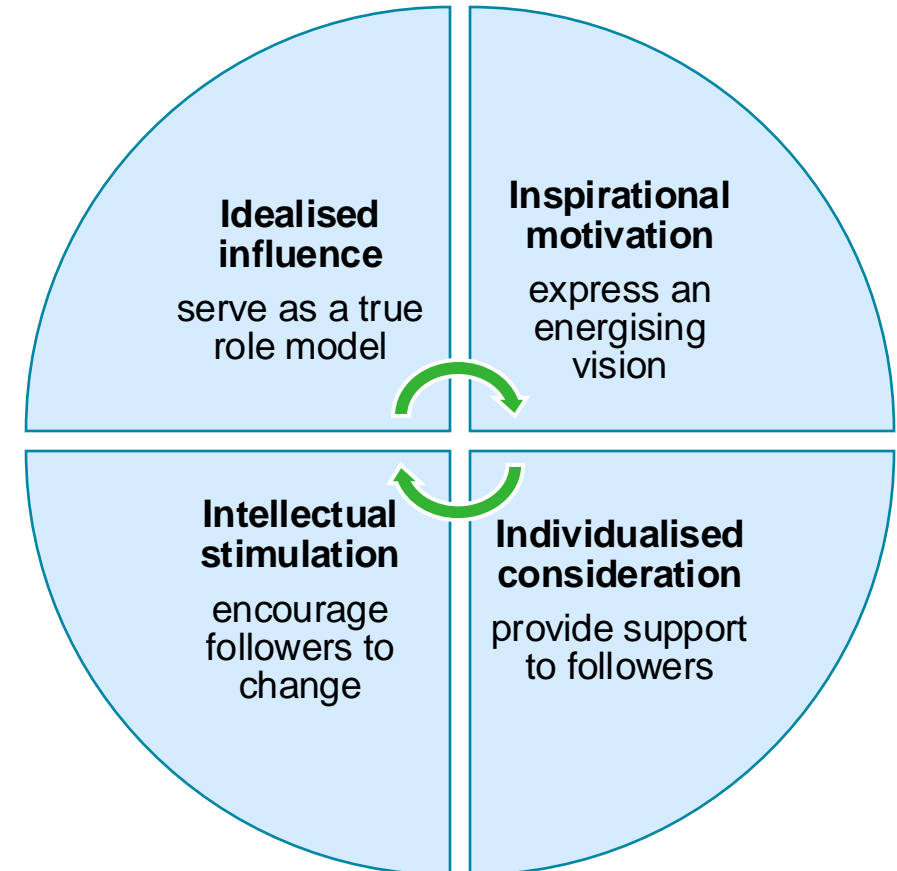 Idealised
influence
serve as a true
role model
Inspirational
motivation
express an
energising
vision
Intellectual
stimulation
encourage
followers to
change
Individualised
consideration
provide support
to followers